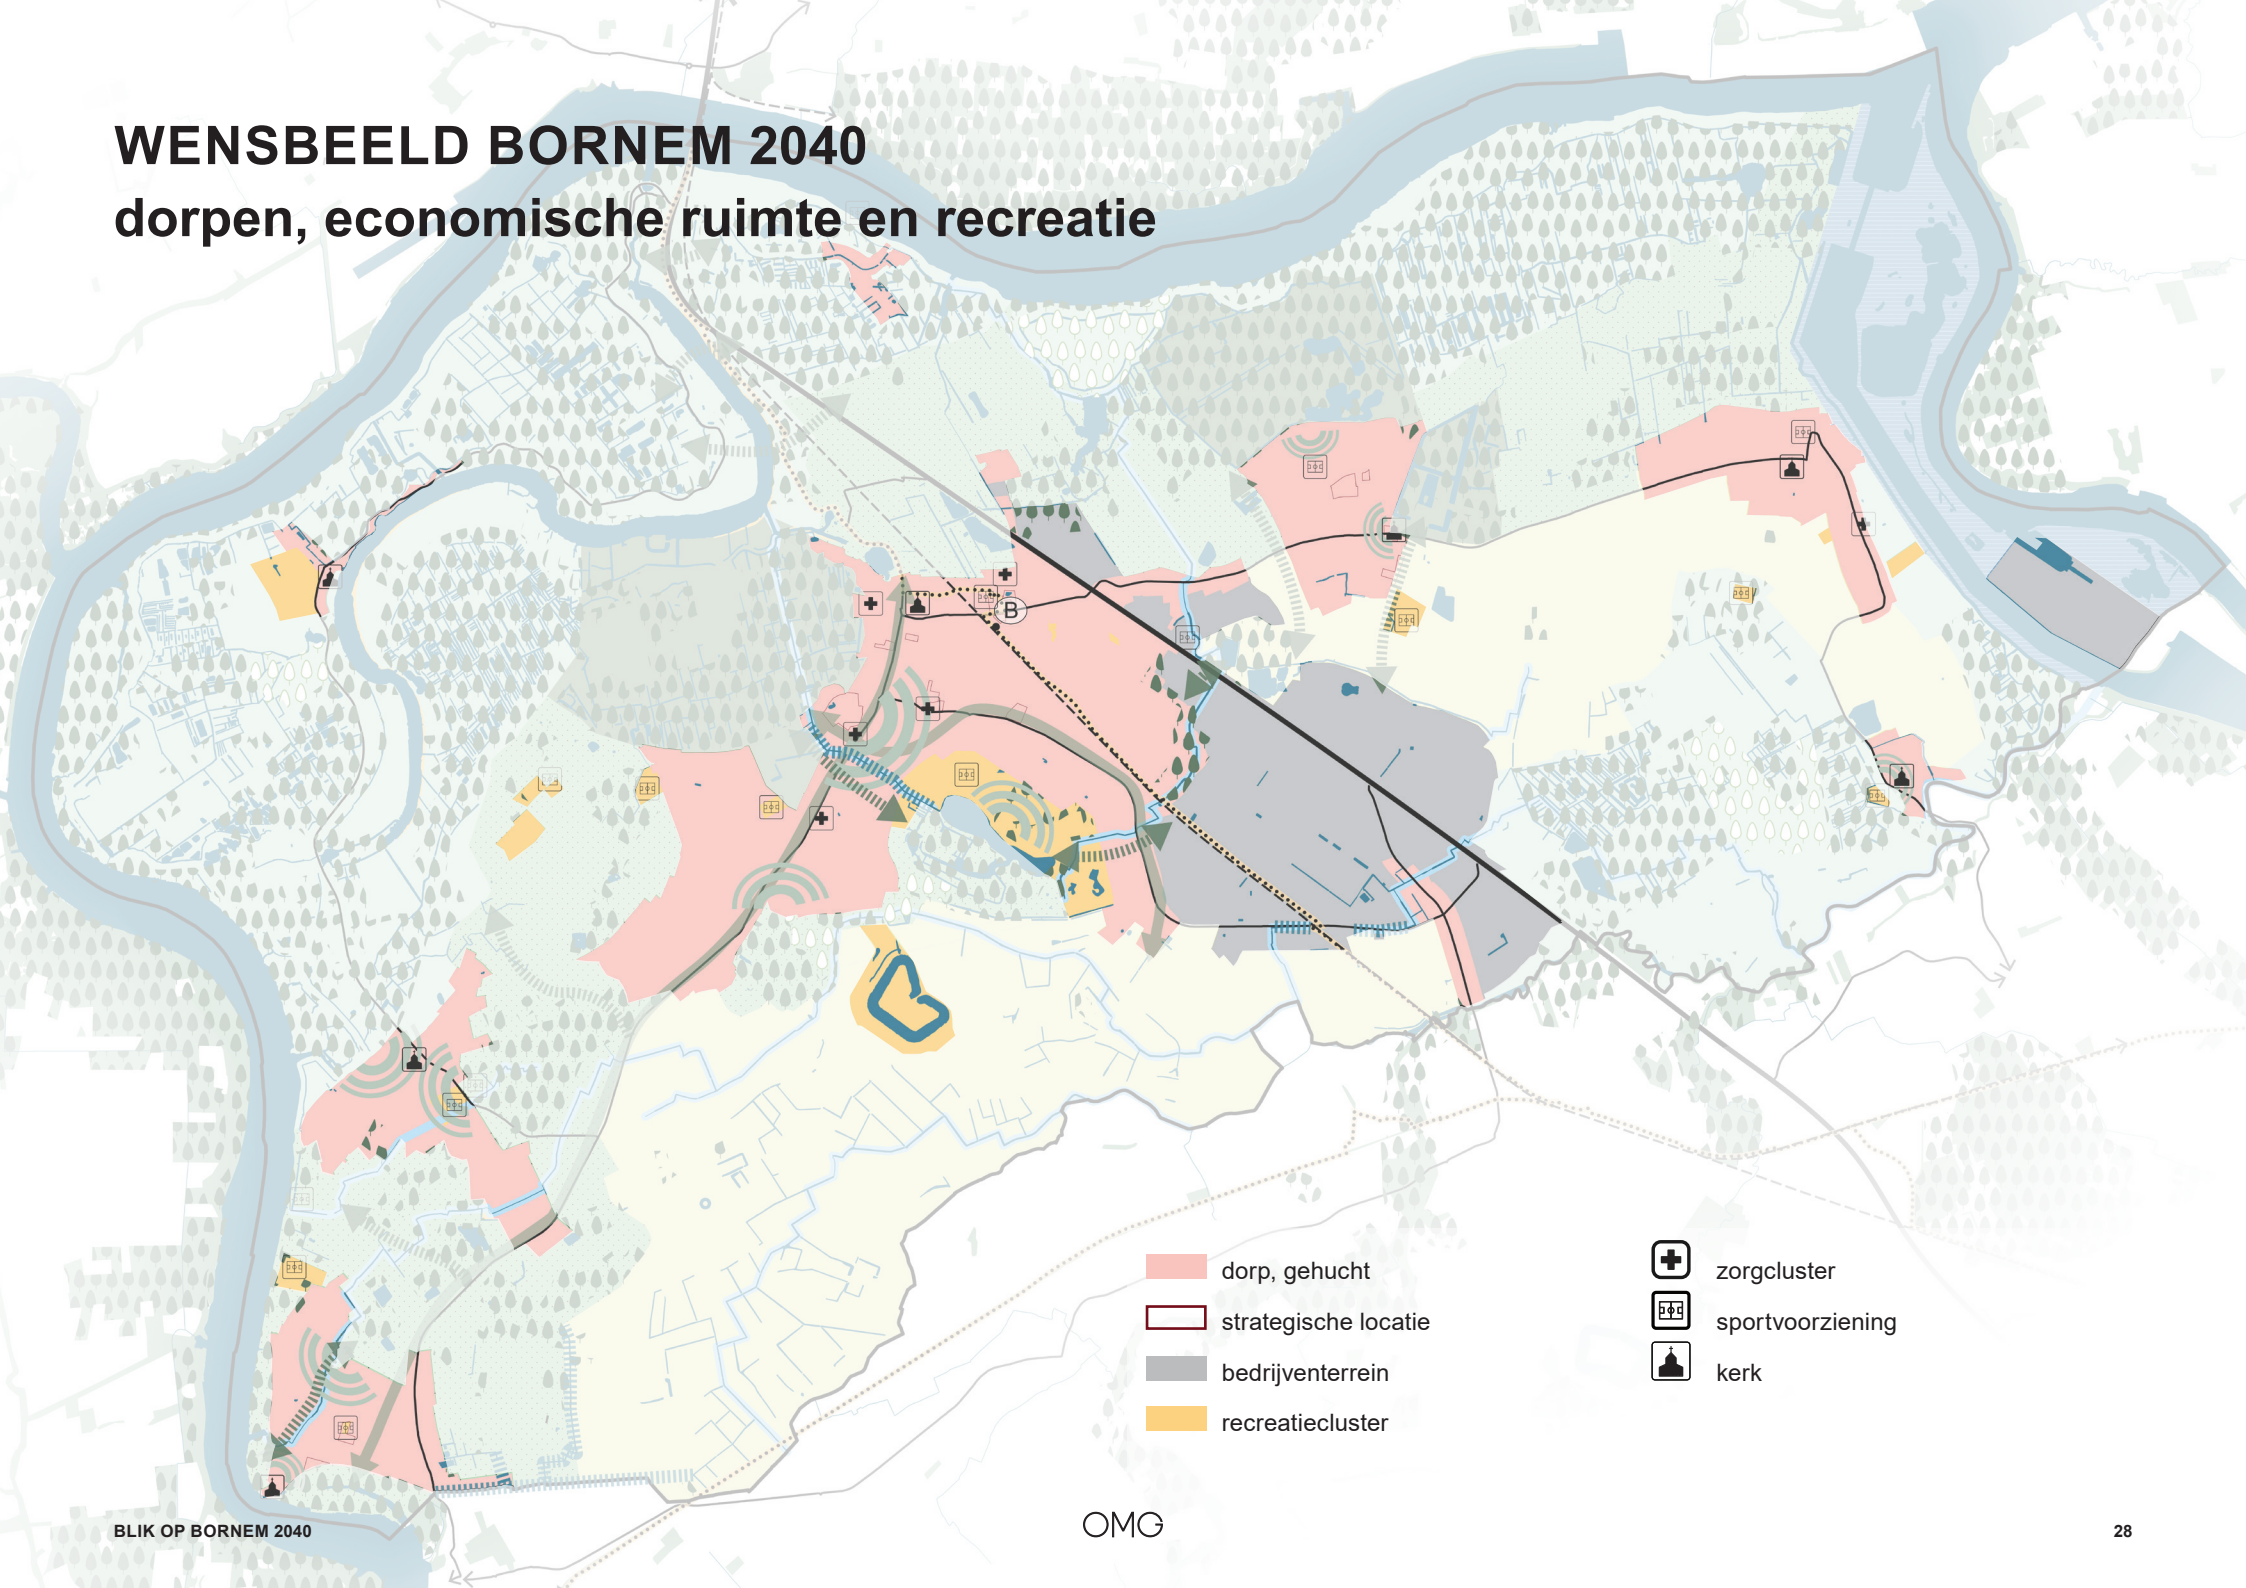 WENSBEELD BORNEM 2040
dorpen, economische ruimte en recreatie
B
dorp, gehucht
strategische locatie
bedrijventerrein
recreatiecluster
zorgcluster
sportvoorziening
kerk
BLIK OP BORNEM 2040
OMG
28